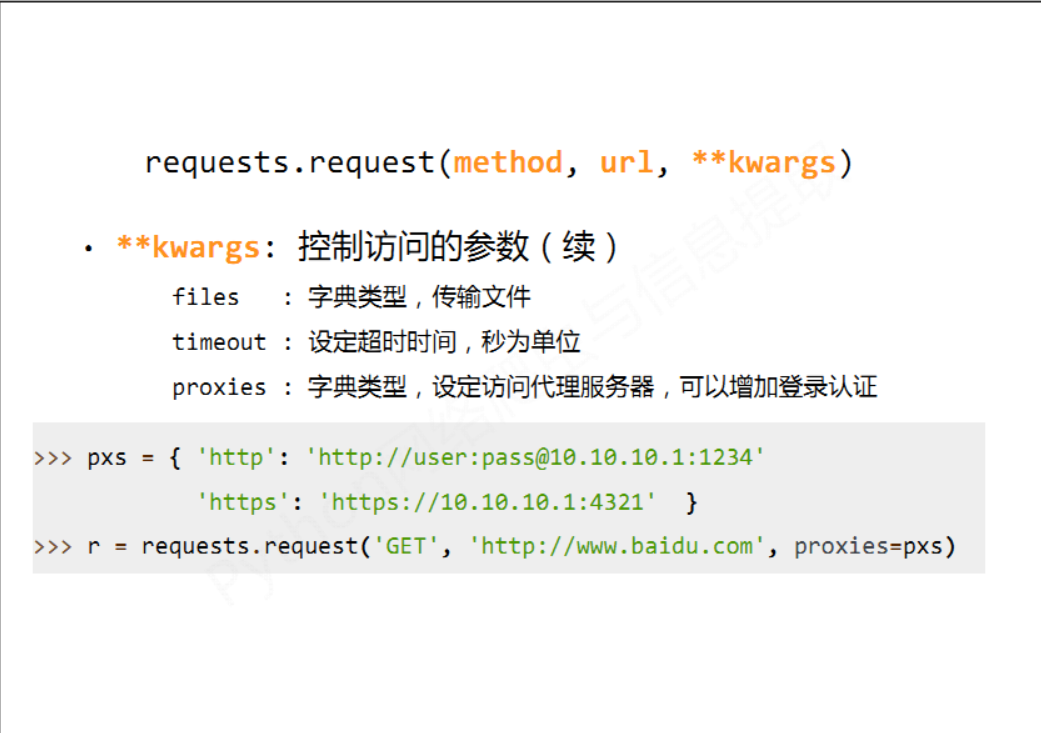 requests.request(method, url, **kwargs)
• **kwargs: 控制访问的参数（续）
files : 字典类型，传输文件
timeout : 设定超时时间，秒为单位
proxies : 字典类型，设定访问代理服务器，可以增加登录认证
>>> pxs = { 'http': 'http://user:pass@10.10.10.1:1234'
'https': 'https://10.10.10.1:4321' }
>>> r = requests.request('GET', 'http://www.baidu.com', proxies=pxs)